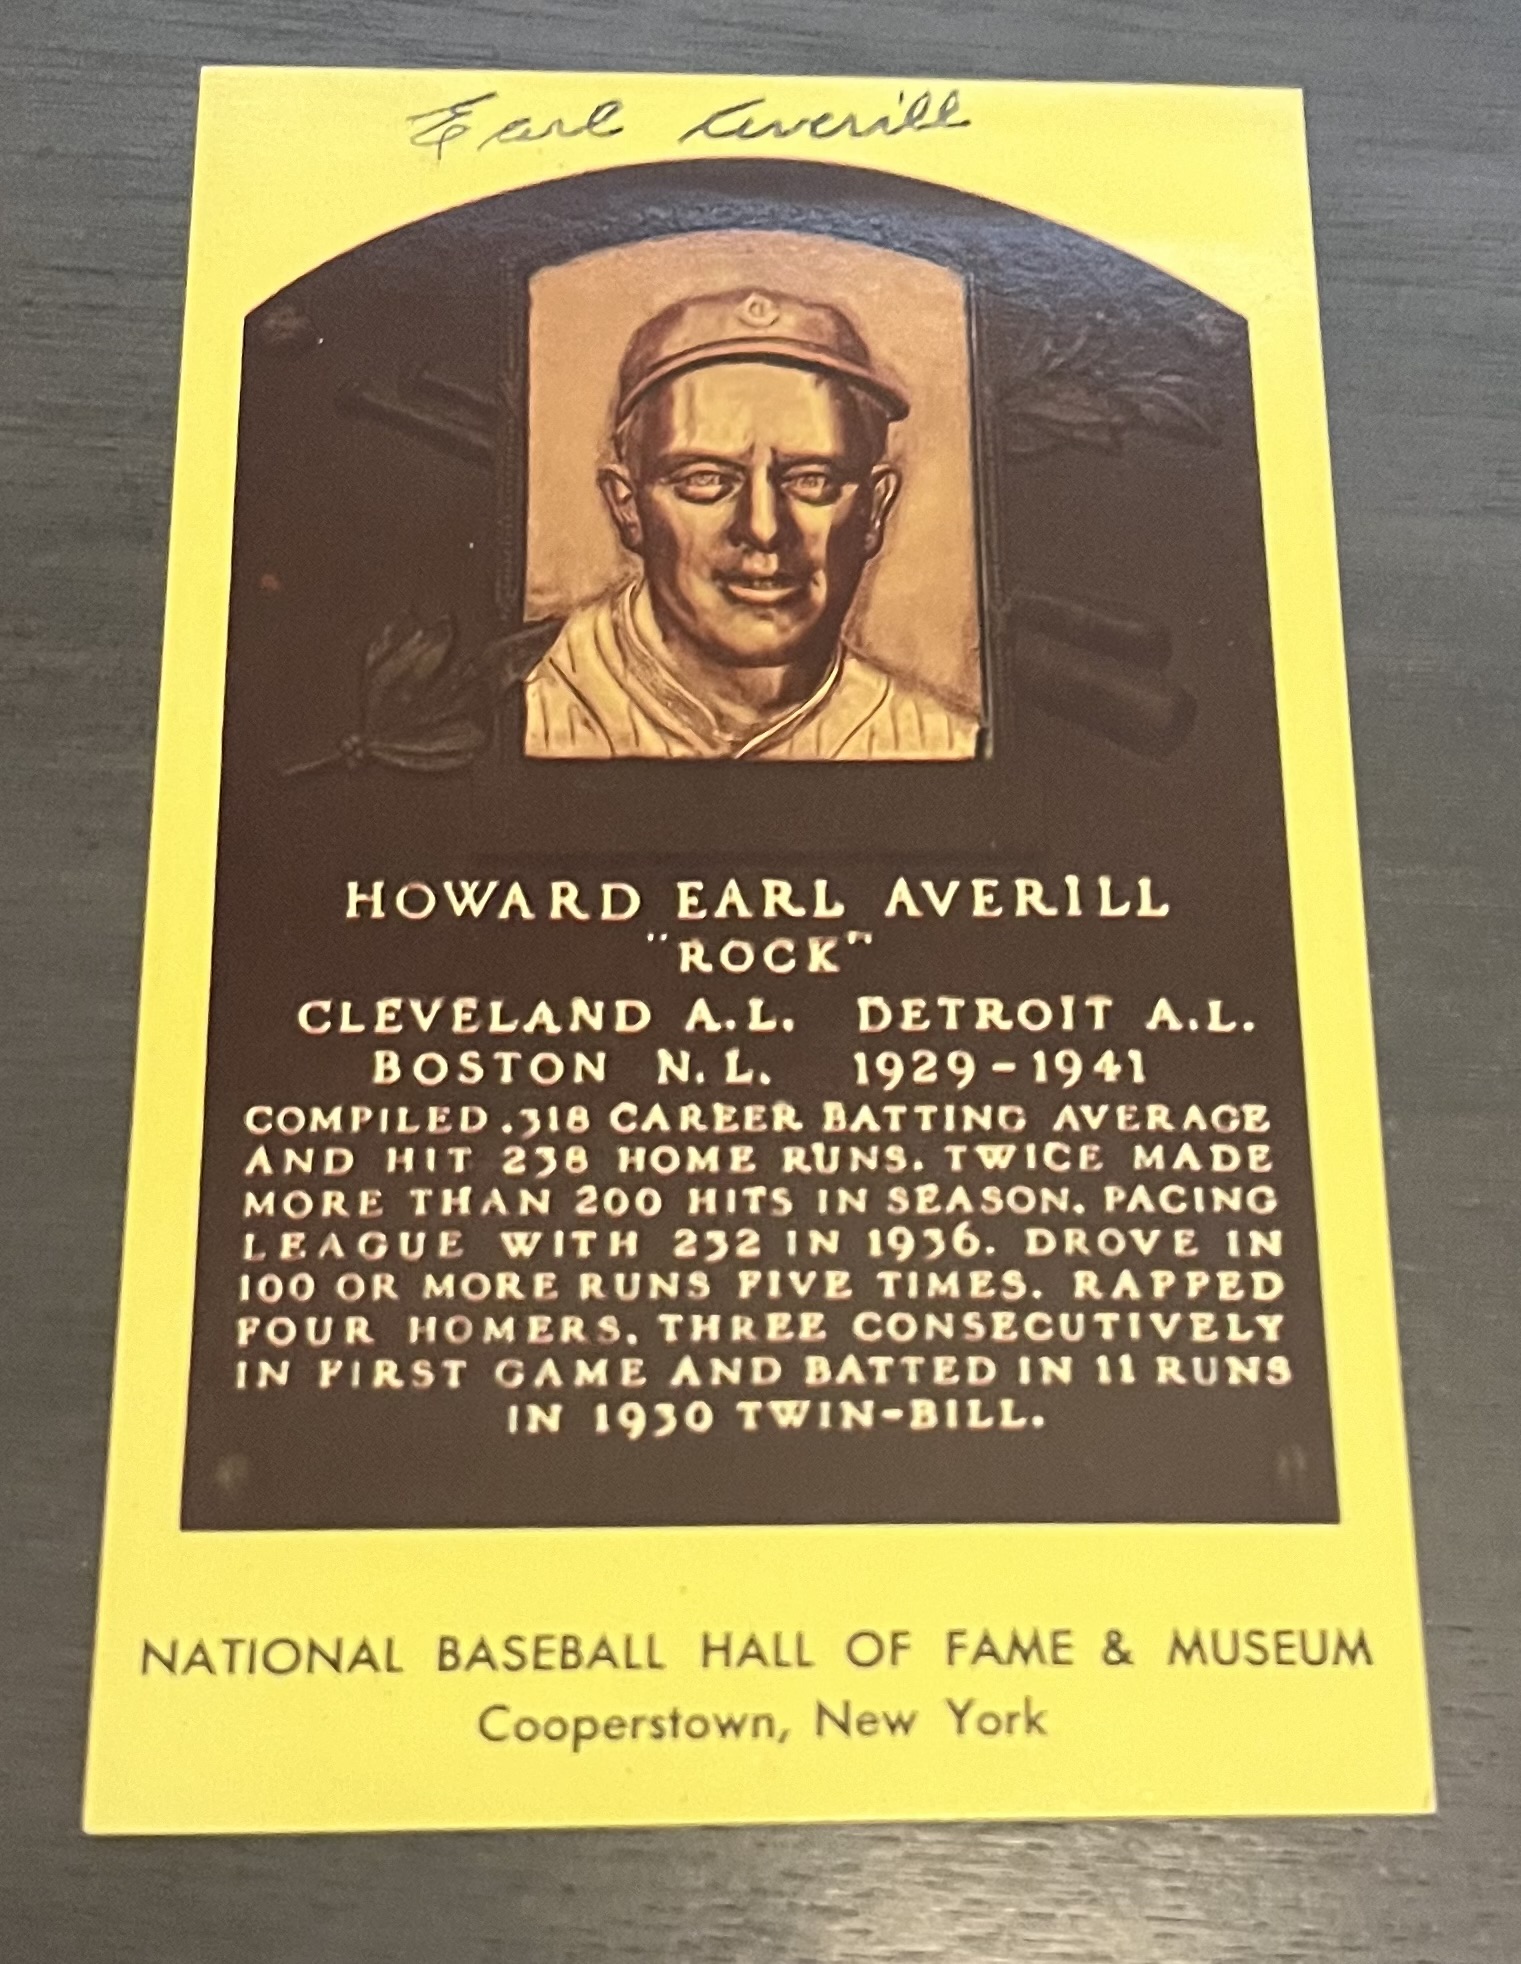 Earl Averill
HOWARD EARL AVERILL
"ROCK"
CLEVELAND A.L. DETROIT A.L.
BOSTON N.L. 1929-1941
COMPILED .318 CAREER BATTING AVERAGE
AND HIT 238 HOME RUNS. TWICE MADE
MORE THAN 200 HITS IN SEASON. PACING
LEAGUE WITH 232 IN 1936. DROVE IN
100 OR MORE RUNS FIVE TIMES. RAPPED
FOUR HOMERS, THREE CONSECUTIVELY
IN FIRST GAME AND BATTED IN 11 RUNS
IN 1930 TWIN-BILL.
NATIONAL BASEBALL HALL OF FAME & MUSEUM
Cooperstown, New York